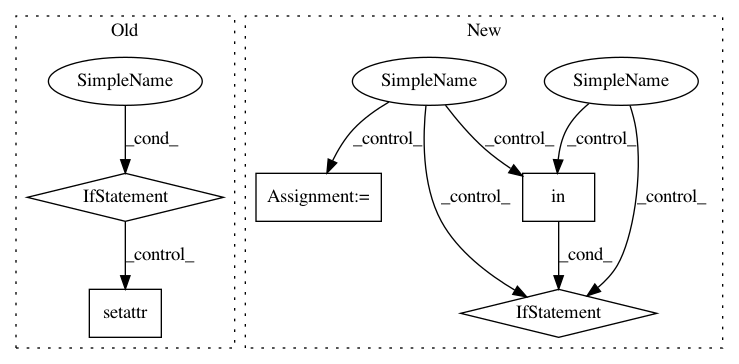 Old
New
SimpleName
SimpleName
SimpleName
_cond_
_control_
_control_
_control_
IfStatement
Assignment:=
in
_control_
_control_
_control_
_cond_
setattr
IfStatement